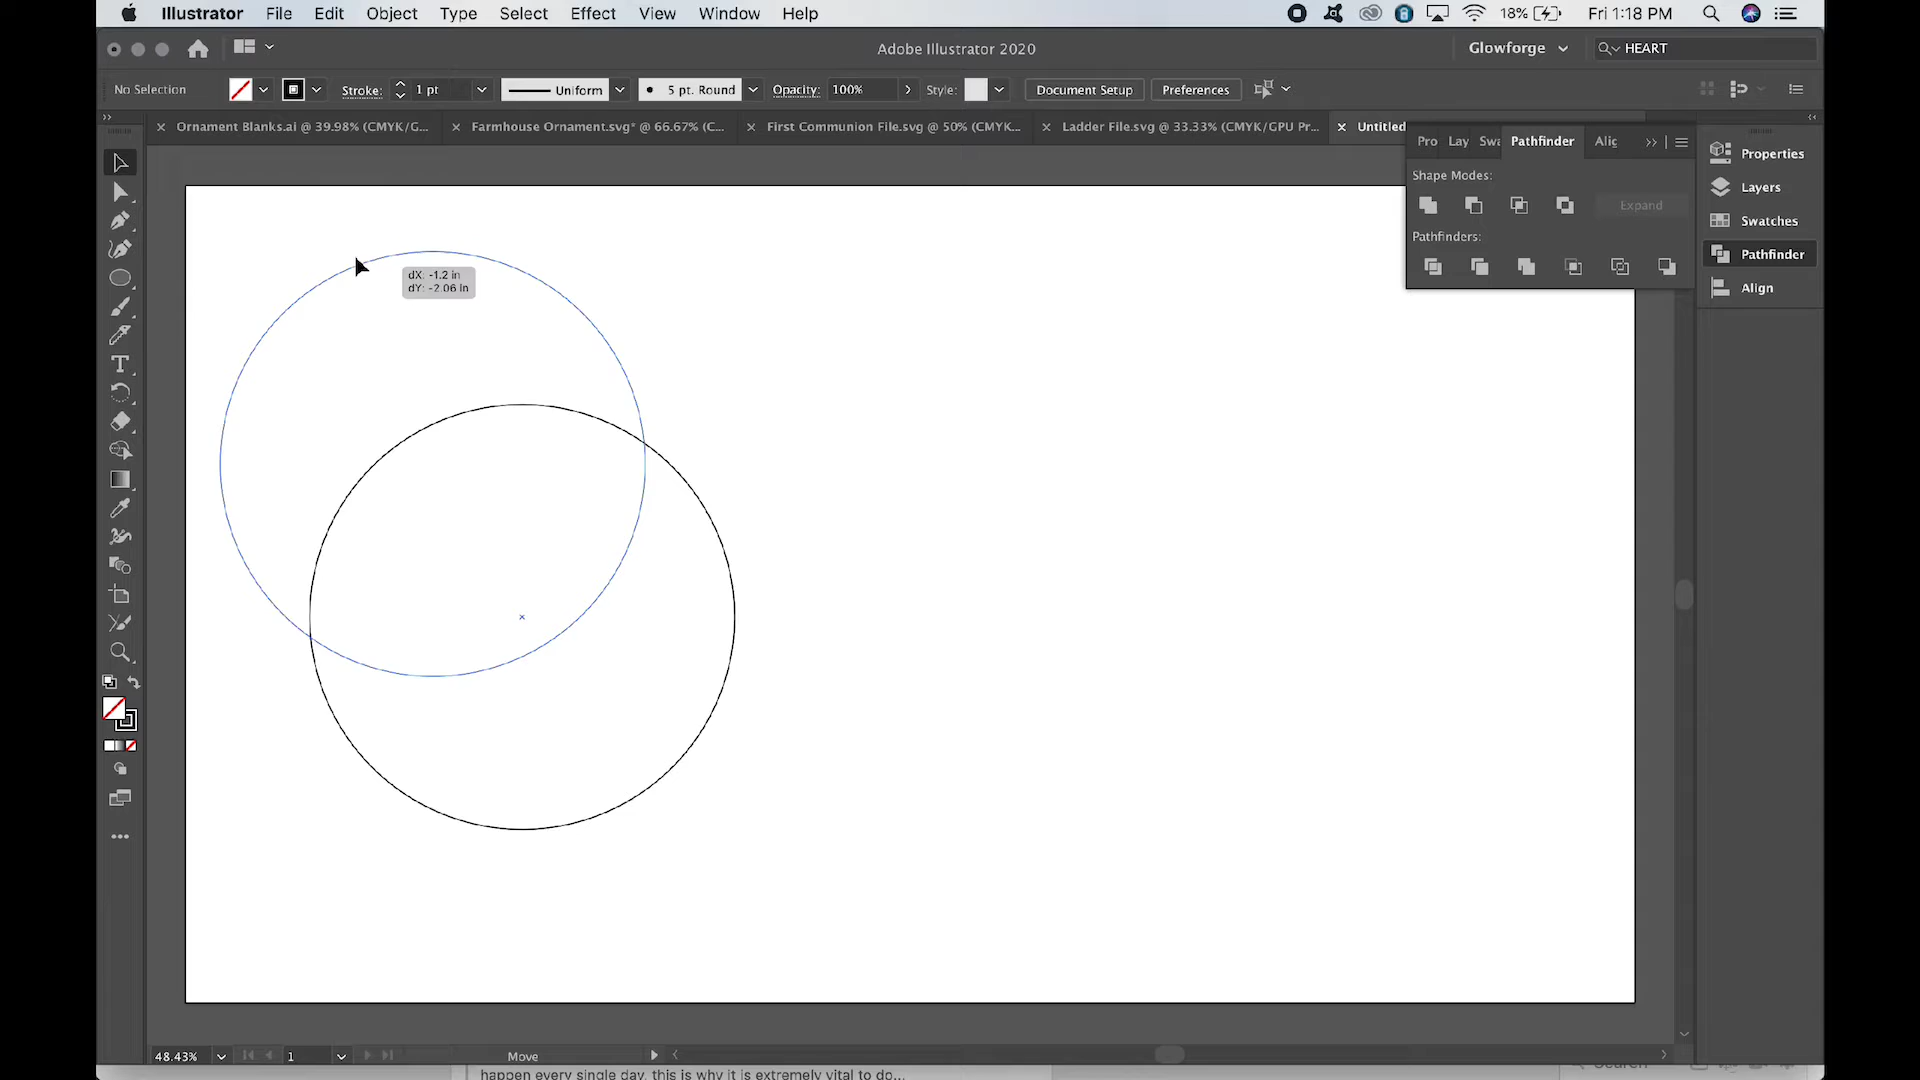 Illustrator File Edit Object Type Select Effect View Window Help 18% Fri 1:18 PM
Adobe Illustrator 2020 Glowforge HEART
No Selection Stroke: 1 pt Uniform 5 pt. Round Opacity: 100% Style: Document Setup Preferences
Ornament Blanks.ai @ 39.98% (CMYK/G... Farmhouse Ornament.svg* @ 66.67% (C... First Communion File.svg @ 50% (CMYK... Ladder File.svg @ 33.33% (CMYK/GPU Pr... Untitled
Pro Lay Swa Pathfinder Alig
Shape Modes:
Expand
Pathfinders:
Properties
Layers
Swatches
Pathfinder
Align
dX: -1.2 in
dY: -2.06 in
48.43% 1 Move
happen every single day, this is why it is extremely vital to do...